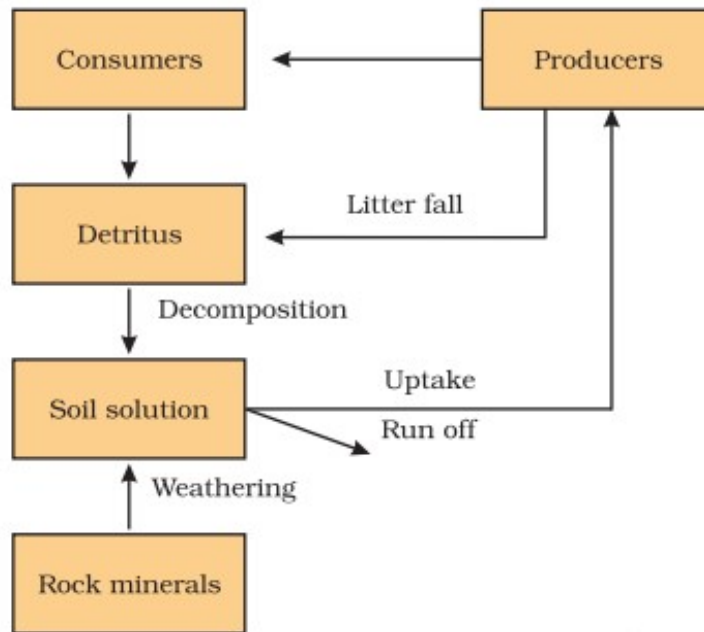 Consumers
Producers
Litter fall
Detritus
Decomposition
Uptake
Soil solution
Run off
Weathering
Rock minerals